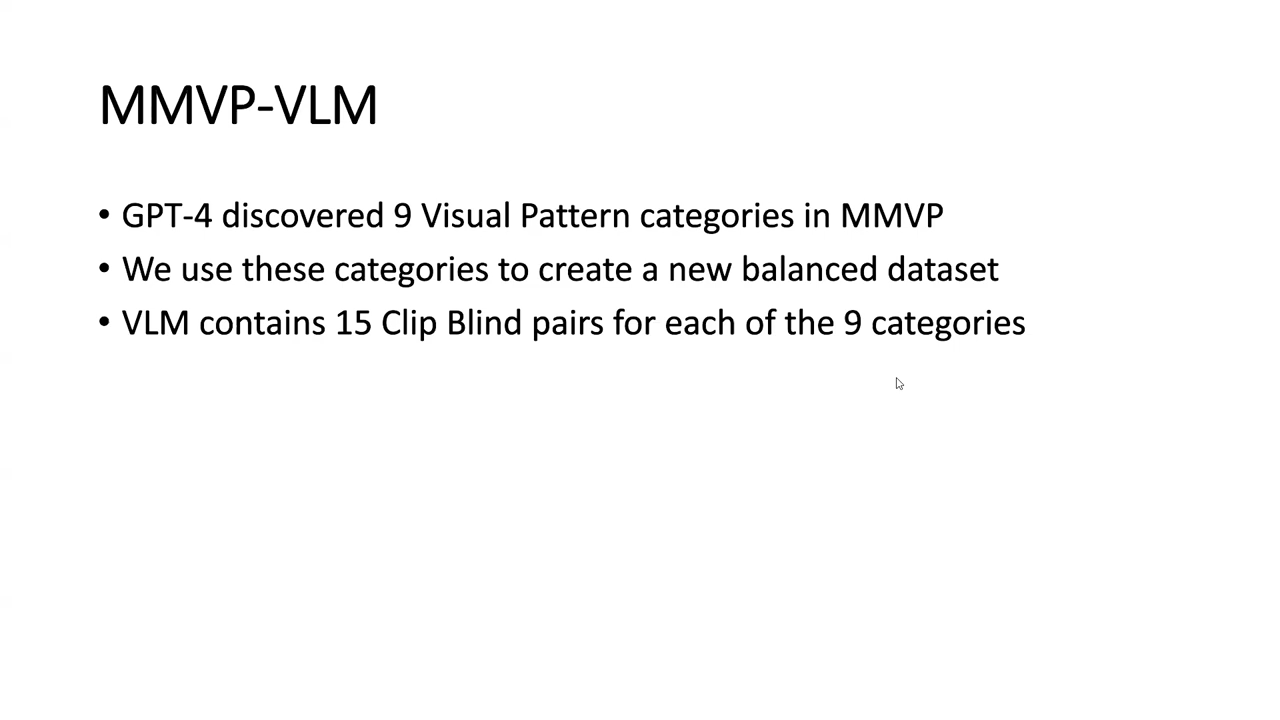 MMVP-VLM
• GPT-4 discovered 9 Visual Pattern categories in MMVP
• We use these categories to create a new balanced dataset
• VLM contains 15 Clip Blind pairs for each of the 9 categories